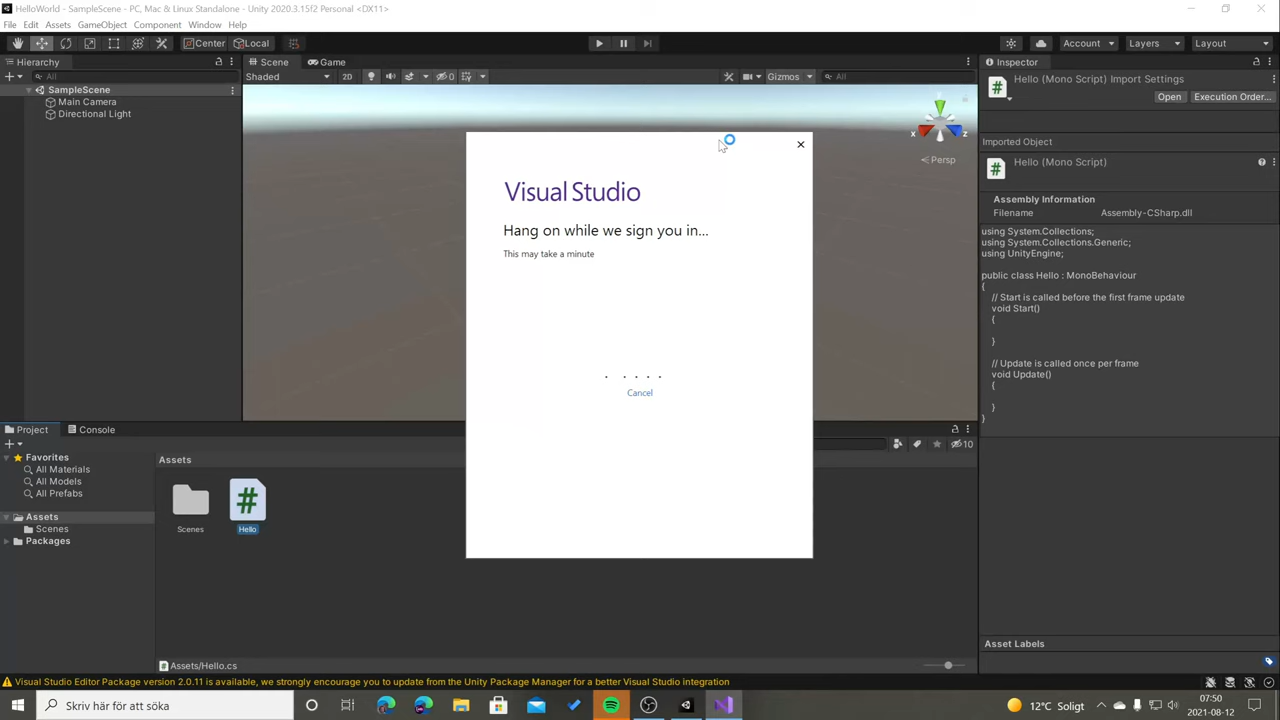 HelloWorld - SampleScene - PC, Mac & Linux Standalone - Unity 2020.3.15f2 Personal <DX11>
File Edit Assets GameObject Component Window Help
Center Local Account Layers Layout
Hierarchy
All
SampleScene
Main Camera
Directional Light
Scene Game
Shaded 2D 0 Gizmos All
x z
Persp
Visual Studio
Hang on while we sign you in...
This may take a minute
Cancel
Inspector
Hello (Mono Script) Import Settings
Open Execution Order...
Imported Object
Hello (Mono Script)
Assembly Information
Filename Assembly-CSharp.dll
using System.Collections;
using System.Collections.Generic;
using UnityEngine;
public class Hello : MonoBehaviour
{
// Start is called before the first frame update
void Start()
{
}
// Update is called once per frame
void Update()
{
}
}
Asset Labels
Project Console
10
Favorites
All Materials
All Models
All Prefabs
Assets
Scenes
Packages
Assets
Scenes
Hello
Assets/Hello.cs
Visual Studio Editor Package version 2.0.11 is available, we strongly encourage you to update from the Unity Package Manager for a better Visual Studio integration
Skriv här för att söka
12°C Soligt
07:50
2021-08-12